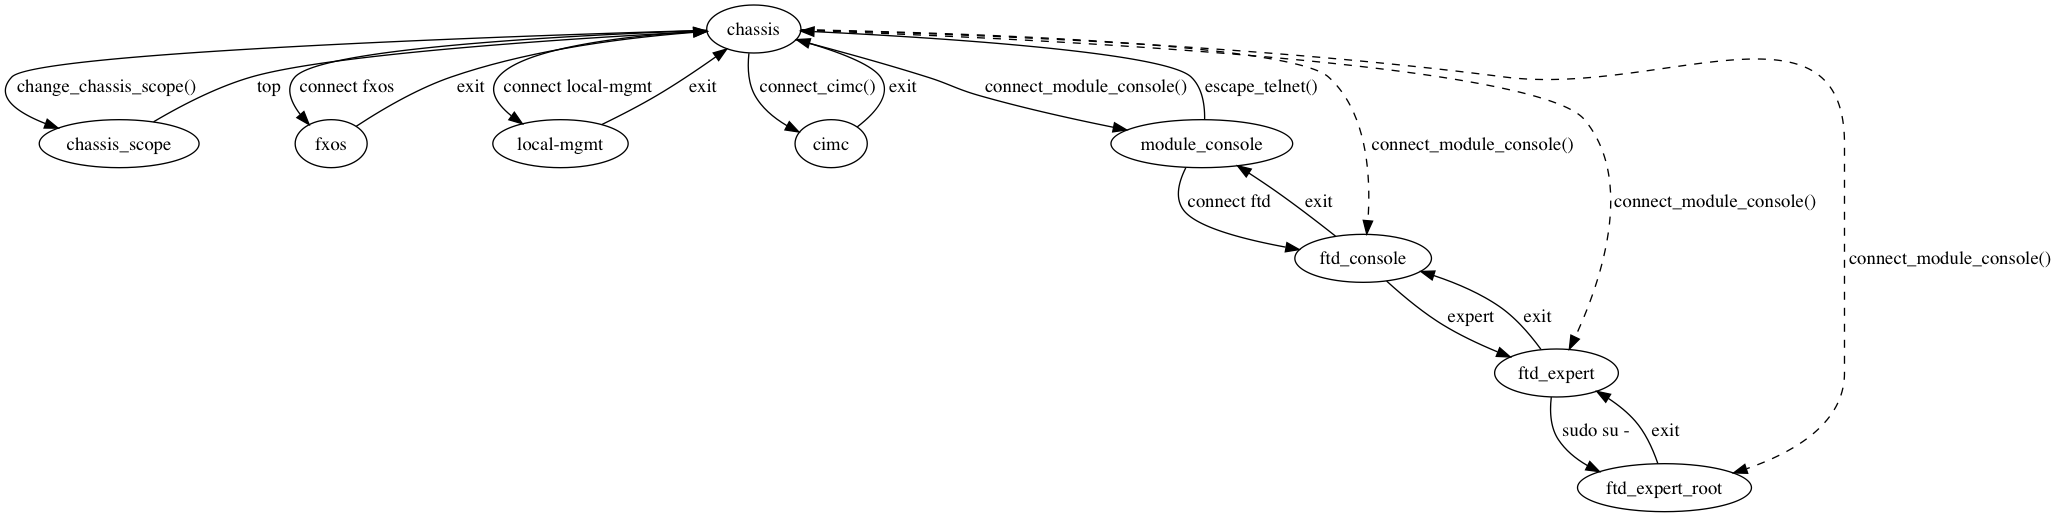 chassis
change_chassis_scope()
top
connect fxos
exit
connect local-mgmt
exit
connect_cimc()
exit
connect_module_console()
escape_telnet()
chassis_scope
fxos
local-mgmt
cimc
module_console
connect_module_console()
connect ftd
exit
connect_module_console()
ftd_console
connect_module_console()
expert
exit
ftd_expert
sudo su -
exit
ftd_expert_root